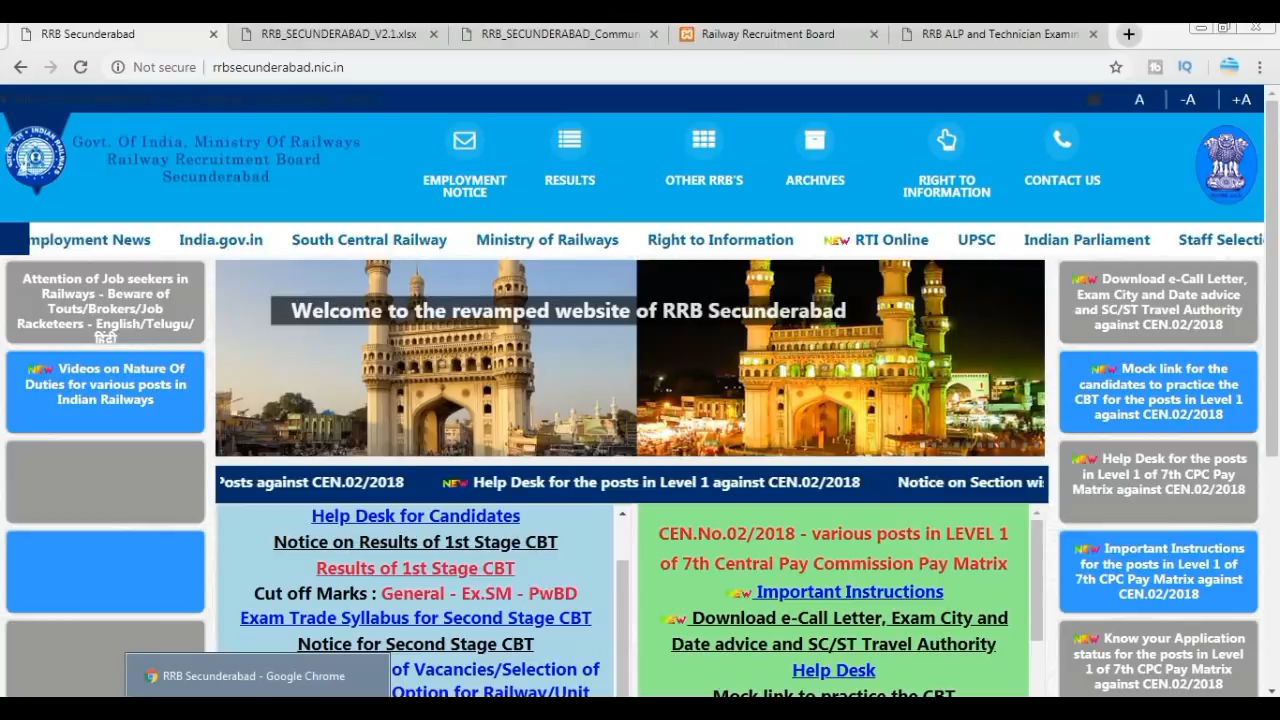 RRB Secunderabad
RRB_SECUNDERABAD_V2.1.xlsx
RRB_SECUNDERABAD_Commun
Railway Recruitment Board
RRB ALP and Technician Examin
Not secure
rrbsecunderabad.nic.in
IQ
A
-A
+A
Govt. Of India, Ministry Of Railways
Railway Recruitment Board
Secunderabad
EMPLOYMENT
NOTICE
RESULTS
OTHER RRB'S
ARCHIVES
RIGHT TO
INFORMATION
CONTACT US
mployment News
India.gov.in
South Central Railway
Ministry of Railways
Right to Information
NEW RTI Online
UPSC
Indian Parliament
Staff Selecti
Attention of Job seekers in
Railways - Beware of
Touts/Brokers/Job
Racketeers - English/Telugu/
हिंदी
NEW Videos on Nature Of
Duties for various posts in
Indian Railways
Welcome to the revamped website of RRB Secunderabad
Posts against CEN.02/2018
NEW Help Desk for the posts in Level 1 against CEN.02/2018
Notice on Section wi
Help Desk for Candidates
Notice on Results of 1st Stage CBT
Results of 1st Stage CBT
Cut off Marks : General - Ex.SM - PwBD
Exam Trade Syllabus for Second Stage CBT
Notice for Second Stage CBT
of Vacancies/Selection of
Option for Railway/Unit
RRB Secunderabad - Google Chrome
CEN.No.02/2018 - various posts in LEVEL 1
of 7th Central Pay Commission Pay Matrix
NEW Important Instructions
NEW Download e-Call Letter, Exam City and
Date advice and SC/ST Travel Authority
Help Desk
Mock link to practice the CBT
NEW Download e-Call Letter,
Exam City and Date advice
and SC/ST Travel Authority
against CEN.02/2018
NEW Mock link for the
candidates to practice the
CBT for the posts in Level 1
against CEN.02/2018
NEW Help Desk for the posts
in Level 1 of 7th CPC Pay
Matrix against CEN.02/2018
NEW Important Instructions
for the posts in Level 1 of
7th CPC Pay Matrix against
CEN.02/2018
NEW Know your Application
status for the posts in Level
1 of 7th CPC Pay Matrix
against CEN.02/2018